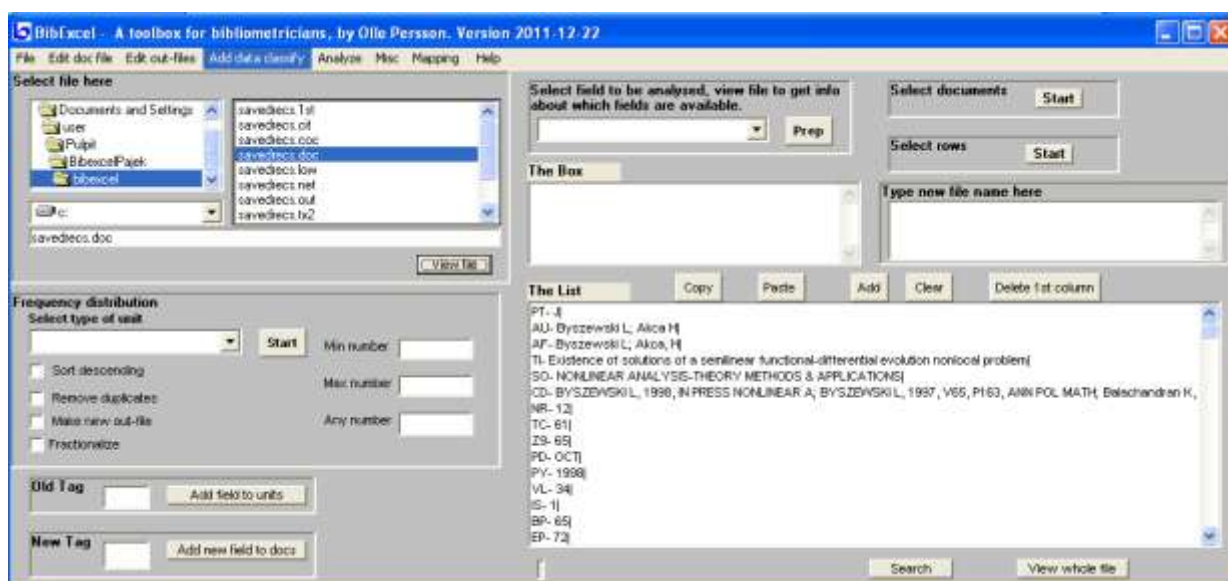 BibExcel - A toolbox for bibliometricians, by Olle Persson. Version 2011-12-22
File Edit doc file Edit out-files Add data classify Analyze Misc Mapping Help
Select file here
Documents and Settings
user
Pulpit
BibexcelPajek
bibexcel
c:
savedrecs.1st
savedrecs.cit
savedrecs.coc
savedrecs.doc
savedrecs.low
savedrecs.net
savedrecs.out
savedrecs.tx2
savedrecs.doc
View file
Frequency distribution
Select type of unit
Start
Sort descending
Remove duplicates
Make new out-file
Fractionalize
Min number
Max number
Any number
Old Tag
Add field to units
New Tag
Add new field to docs
Select field to be analysed, view file to get info
about which fields are available.
Prep
Select documents
Start
Select rows
Start
The Box
Type new file name here
The List
Copy Paste Add Clear Delete 1st column
PT- J|
AU- Byszewski L; Akca H|
AF- Byszewski L; Akca, H|
TI- Existence of solutions of a semilinear functional-differential evolution nonlocal problem|
SO- NONLINEAR ANALYSIS-THEORY METHODS & APPLICATIONS|
CD- BYSZEWSKI L, 1998, IN PRESS NONLINEAR A; BYSZEWSKI L, 1997, V65, P163, ANN POL MATH; Balachandran K,
NR- 12|
TC- 61|
Z9- 65|
PD- OCT|
PY- 1998|
VL- 34|
IS- 1|
BP- 65|
EP- 72|
Search
View whole file